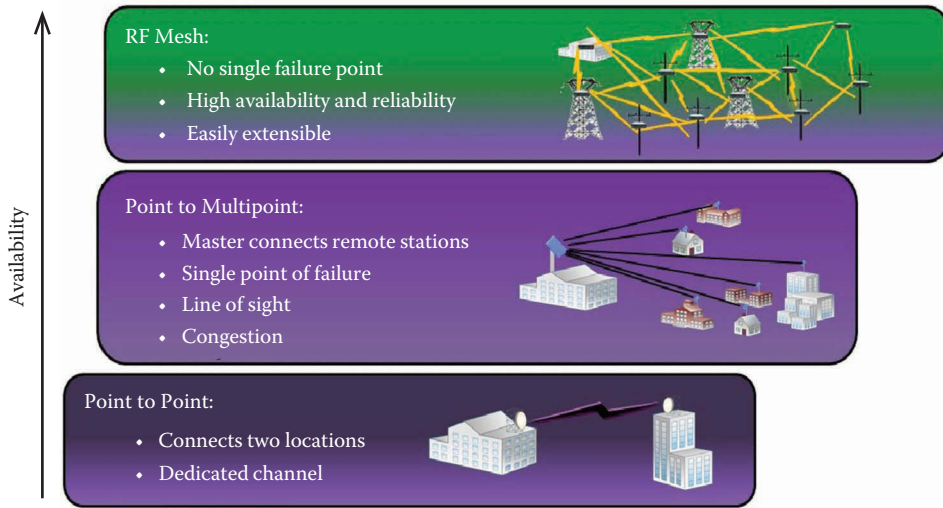 Availability
RF Mesh:
• No single failure point
• High availability and reliability
• Easily extensible
Point to Multipoint:
• Master connects remote stations
• Single point of failure
• Line of sight
• Congestion
Point to Point:
• Connects two locations
• Dedicated channel